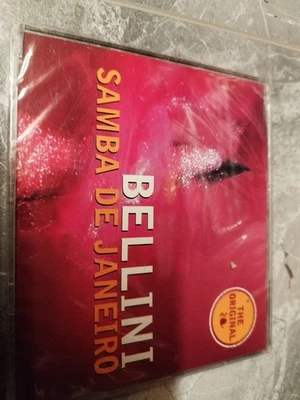 BELLINI
SAMBA DE JANEIRO
THE
ORIGINAL